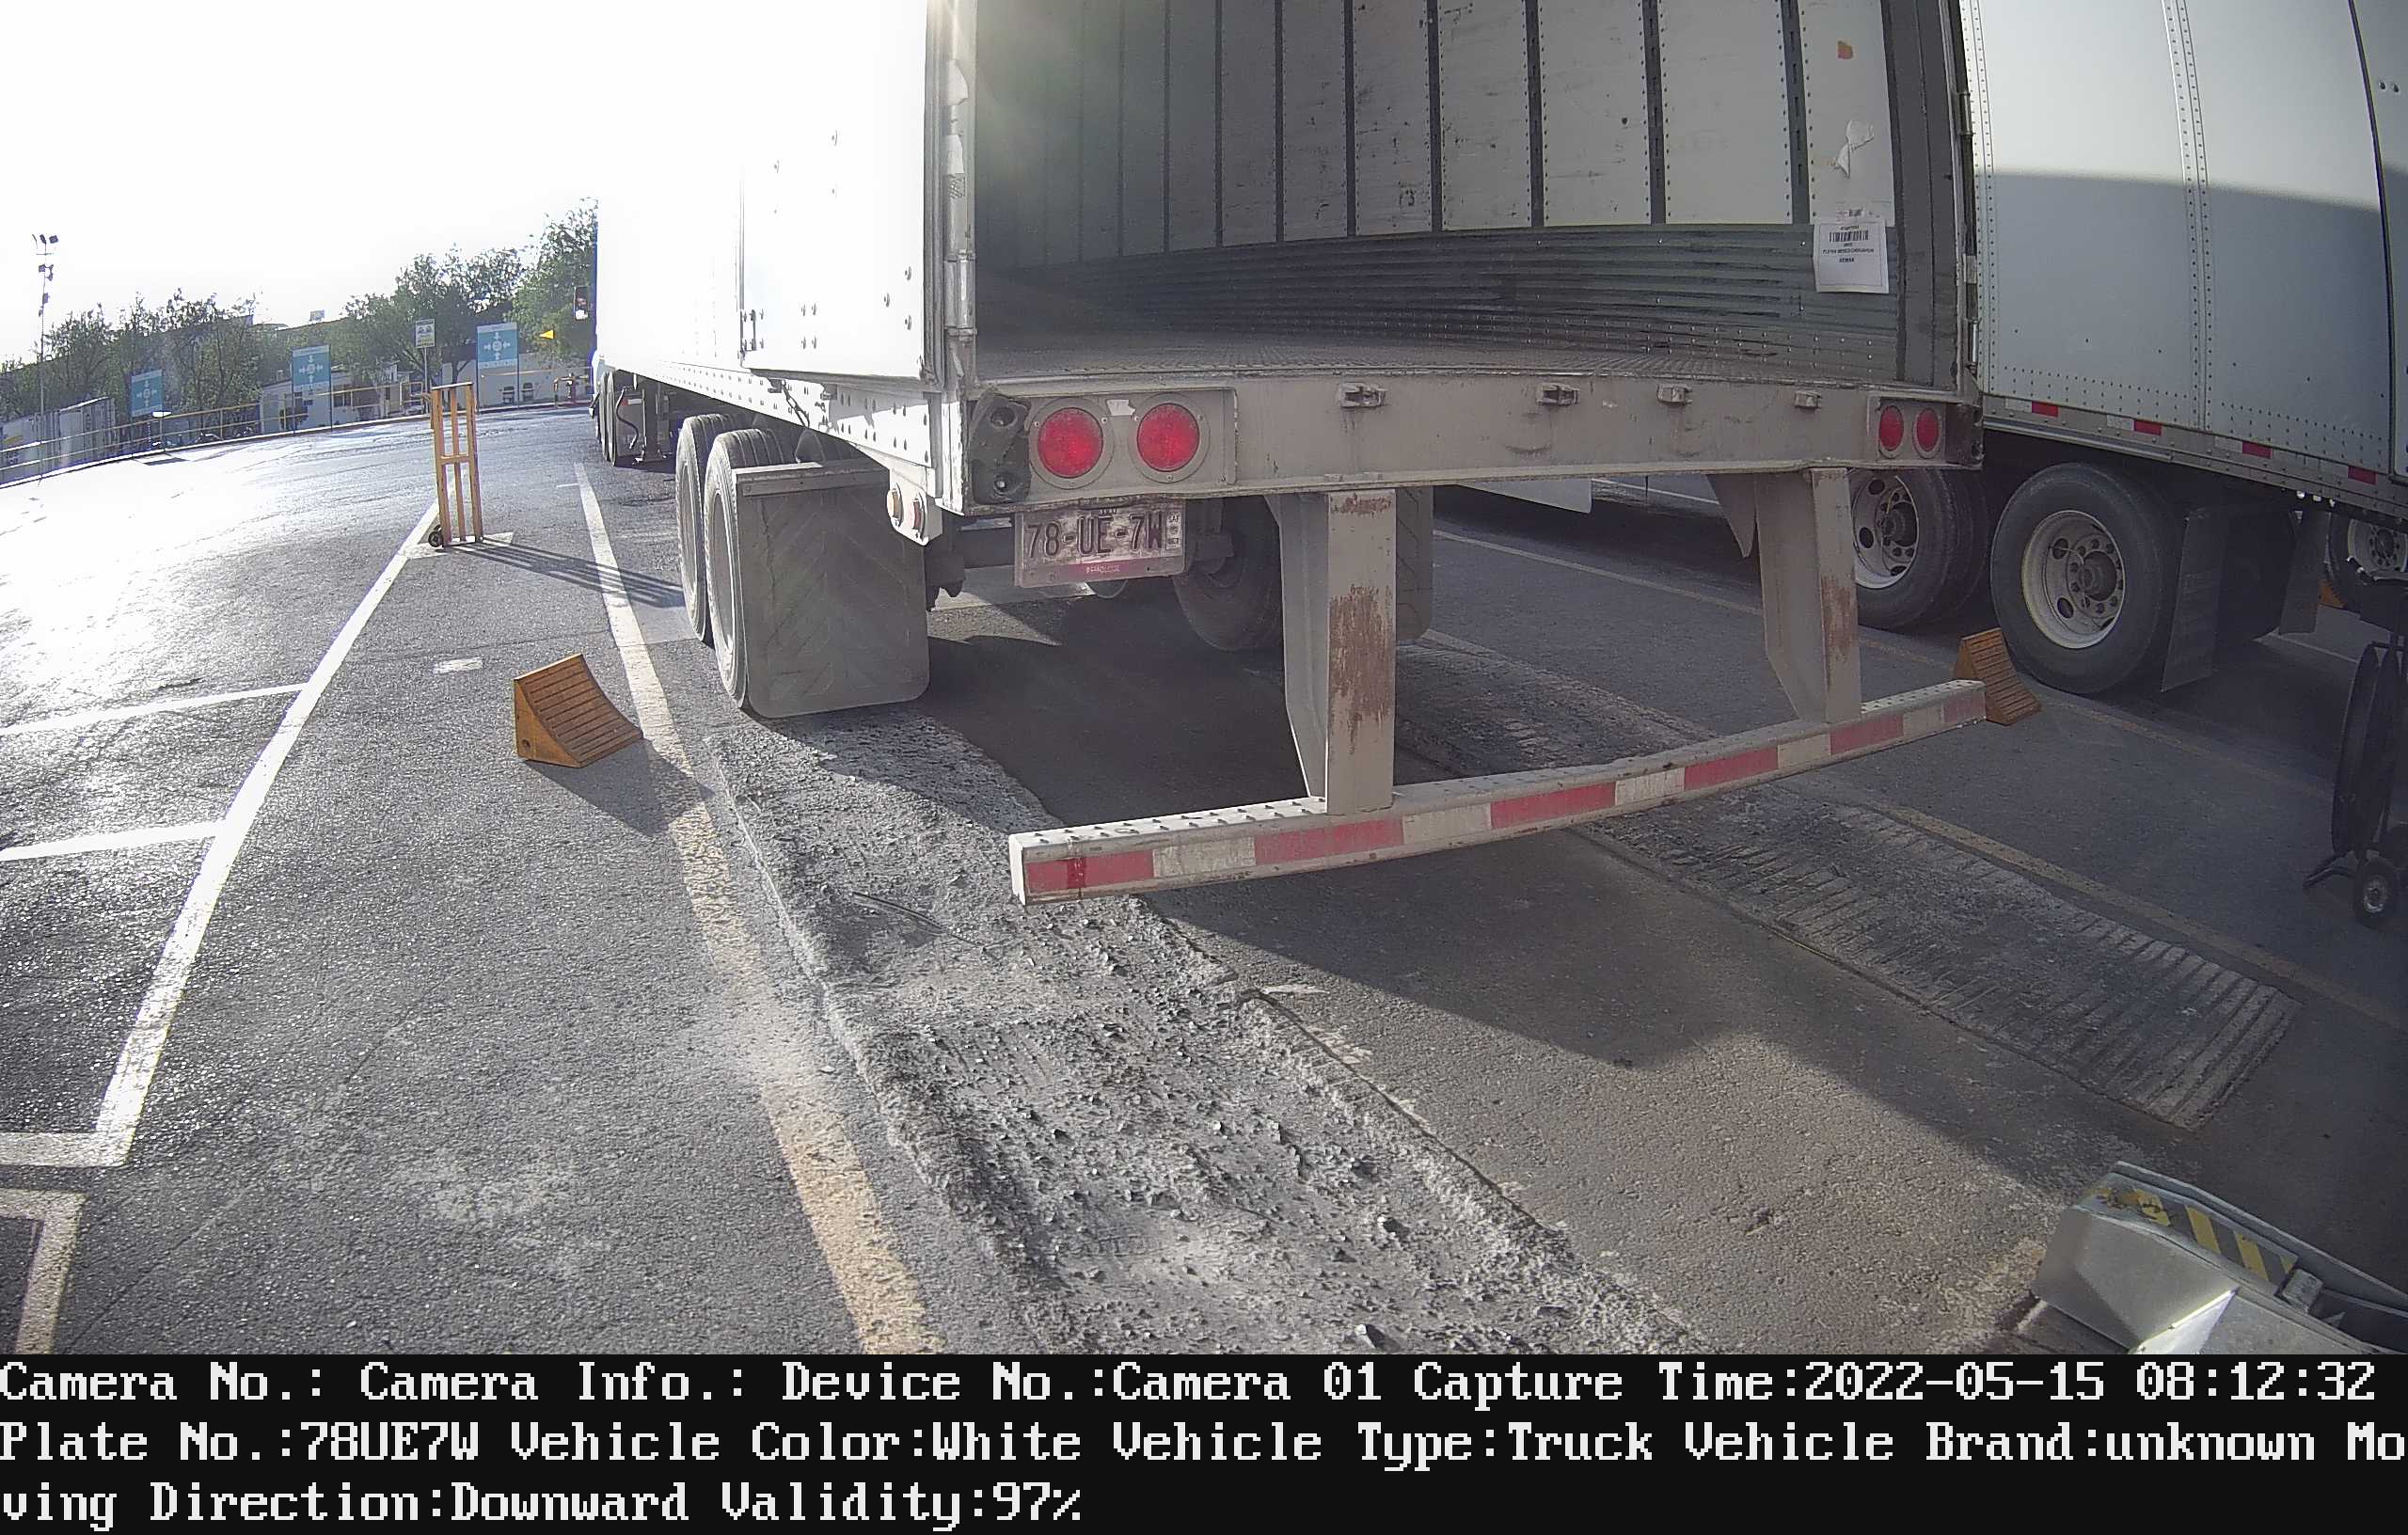 78-UE-7W
Camera No.: Camera Info.: Device No.:Camera 01 Capture Time:2022-05-15 08:12:32
Plate No.:78UE7W Vehicle Color:White Vehicle Type:Truck Vehicle Brand:unknown Mo
ving Direction:Downward Validity:97%